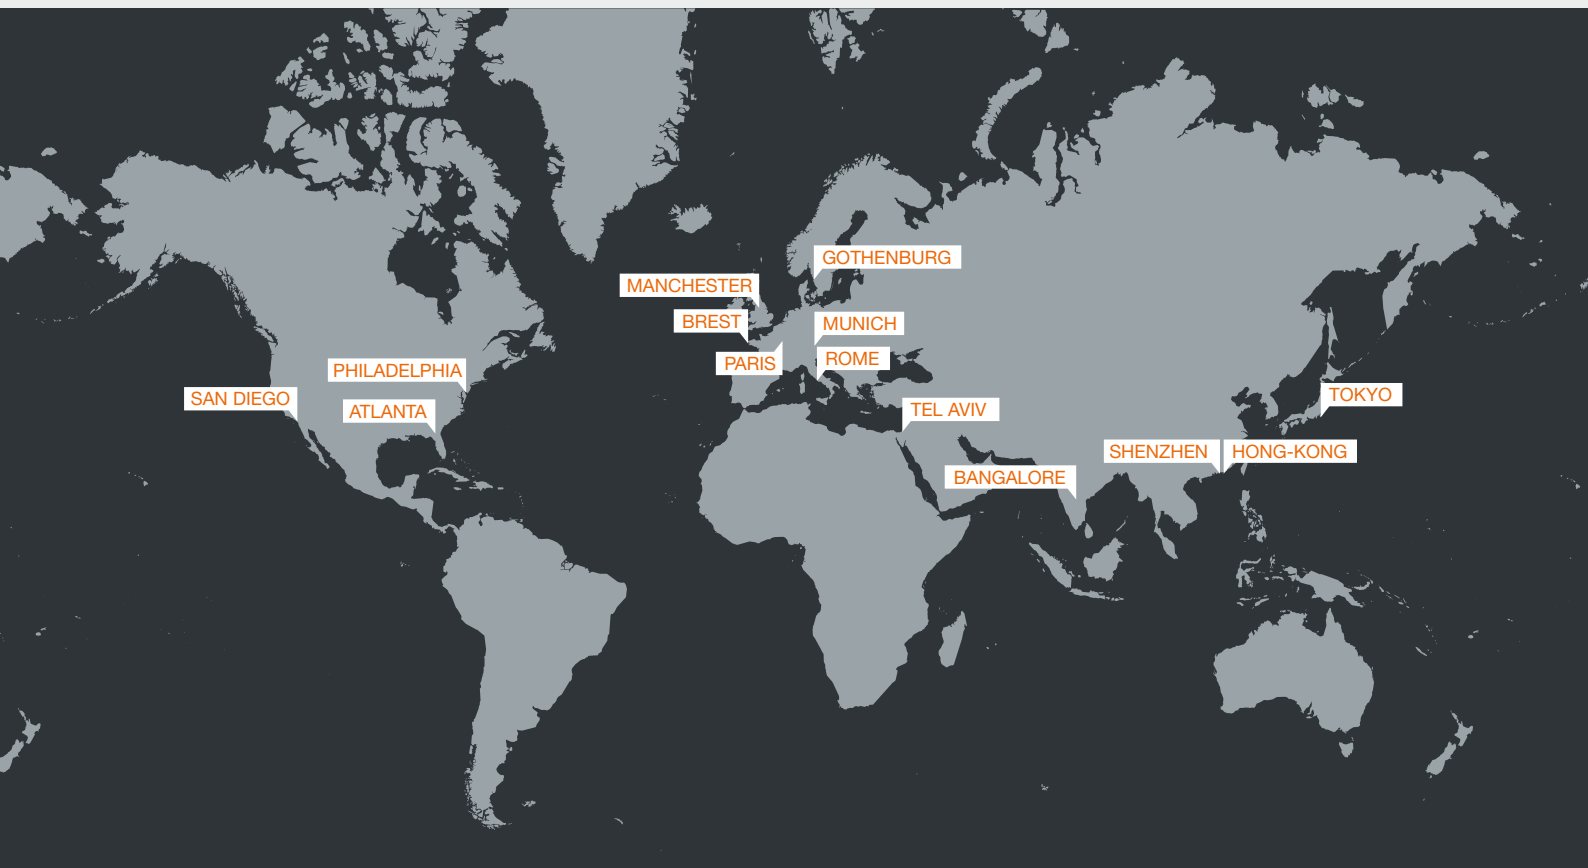 GOTHENBURG
MANCHESTER
BREST
MUNICH
PARIS
ROME
PHILADELPHIA
SAN DIEGO
ATLANTA
TOKYO
TEL AVIV
SHENZHEN
HONG-KONG
BANGALORE